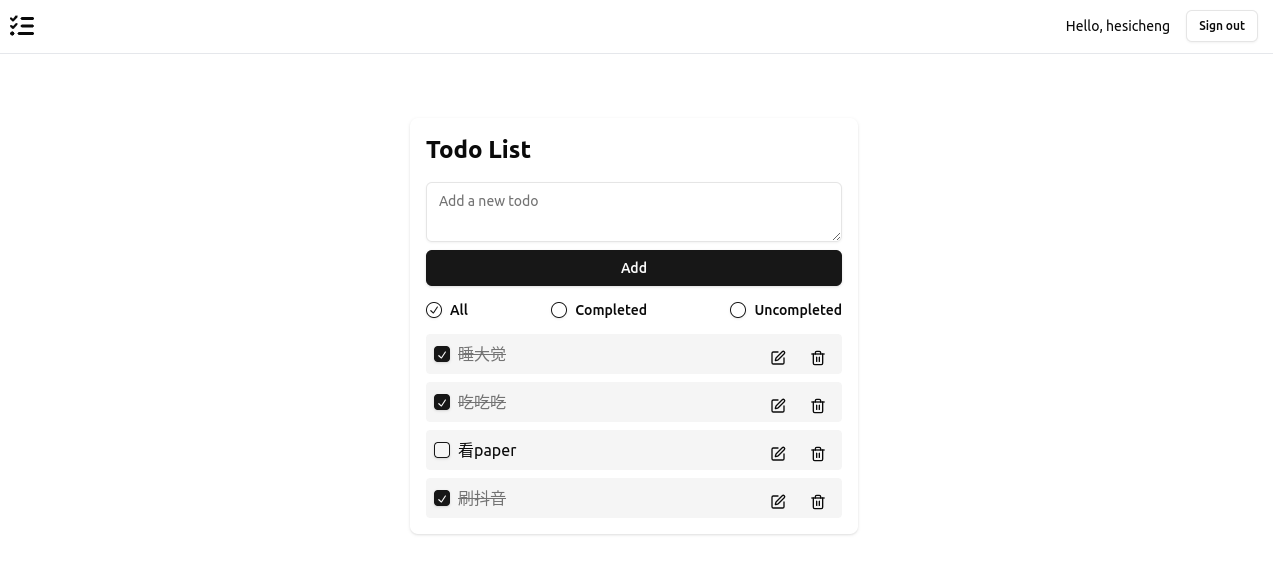 Hello, hesicheng
Sign out
Todo List
Add a new todo
Add
All
Completed
Uncompleted
睡大觉
吃吃吃
看paper
刷抖音